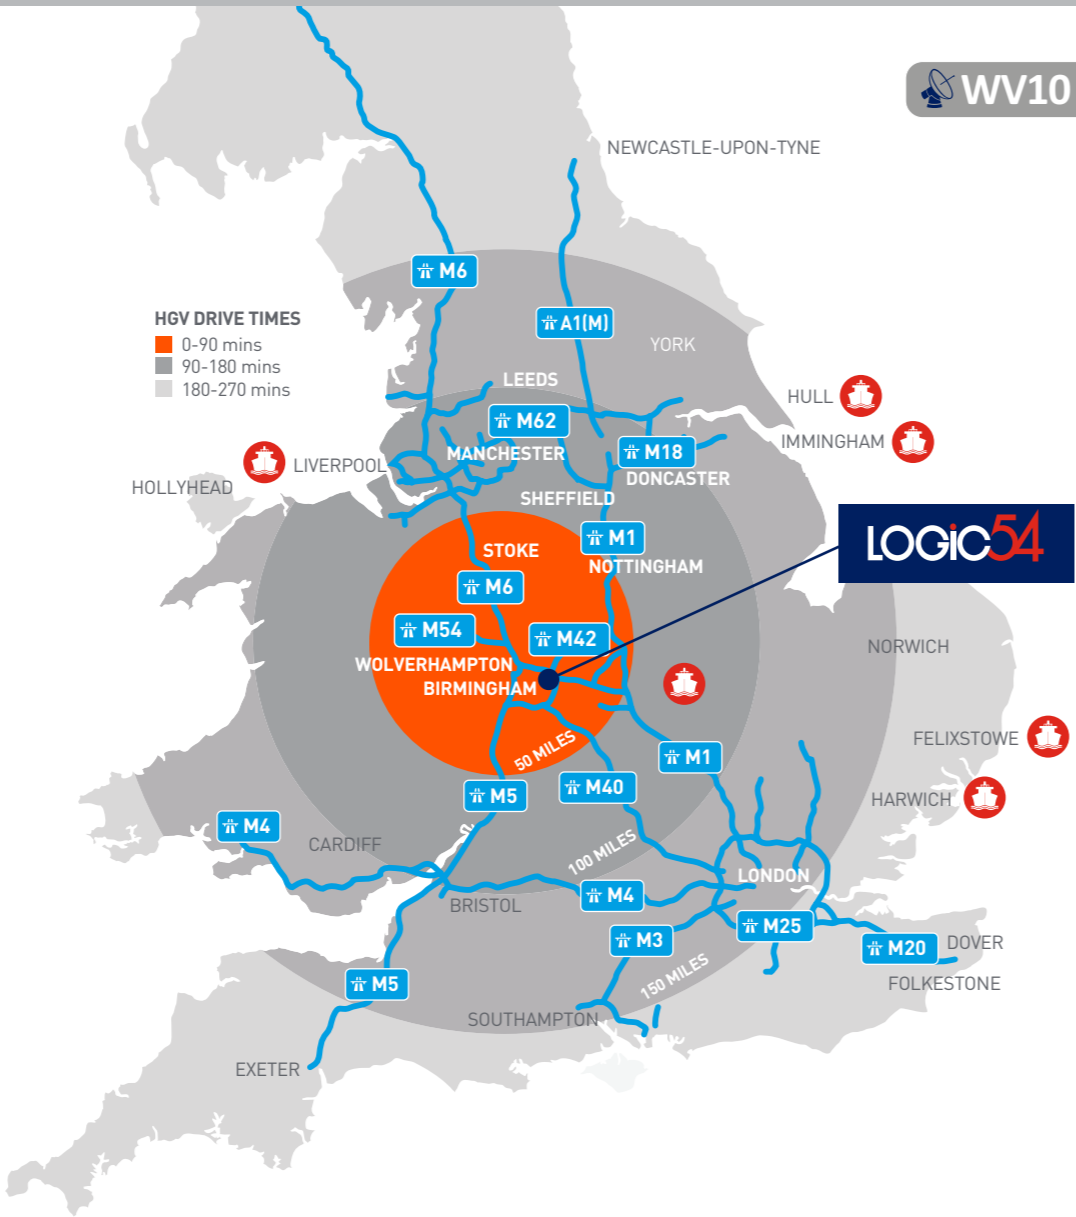 WV10
NEWCASTLE-UPON-TYNE
M6
HGV DRIVE TIMES
0-90 mins
90-180 mins
180-270 mins
A1(M)
YORK
LEEDS
HULL
M62
IMMINGHAM
MANCHESTER
M18
LIVERPOOL
DONCASTER
HOLLYHEAD
SHEFFIELD
M1
LOGiC54
STOKE
NOTTINGHAM
M6
M54
M42
NORWICH
WOLVERHAMPTON
BIRMINGHAM
FELIXSTOWE
50 MILES
M1
M40
M5
HARWICH
M4
CARDIFF
100 MILES
LONDON
M4
BRISTOL
M25
M3
M20
DOVER
150 MILES
M5
FOLKESTONE
SOUTHAMPTON
EXETER